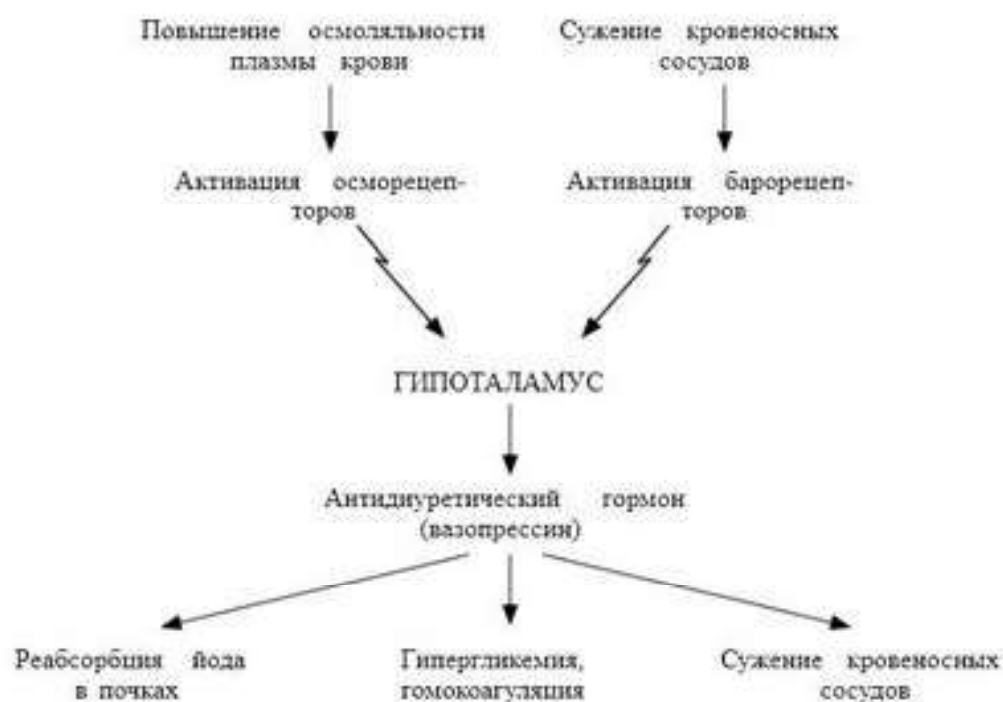 Повышение осмоляльности
плазмы крови
Сужение кровеносных
сосудов
Активация осморецеп-
торов
Активация барорецеп-
торов
ГИПОТАЛАМУС
Антидиуретический гормон
(вазопрессин)
Реабсорбция йода
в почках
Гипергликемия,
гомокоагуляция
Сужение кровеносных
сосудов